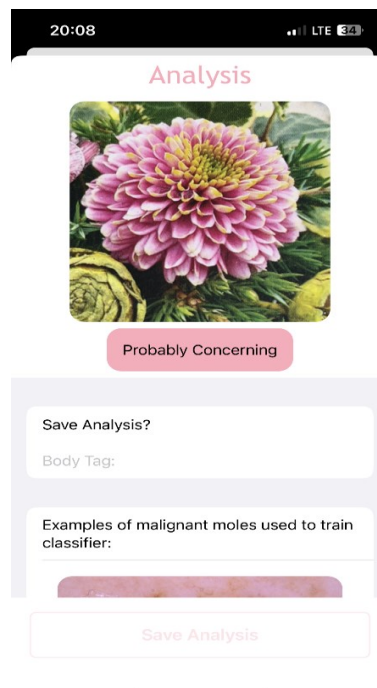 20:08
LTE 34
Analysis
Probably Concerning
Save Analysis?
Body Tag:
Examples of malignant moles used to train
classifier:
Save Analysis